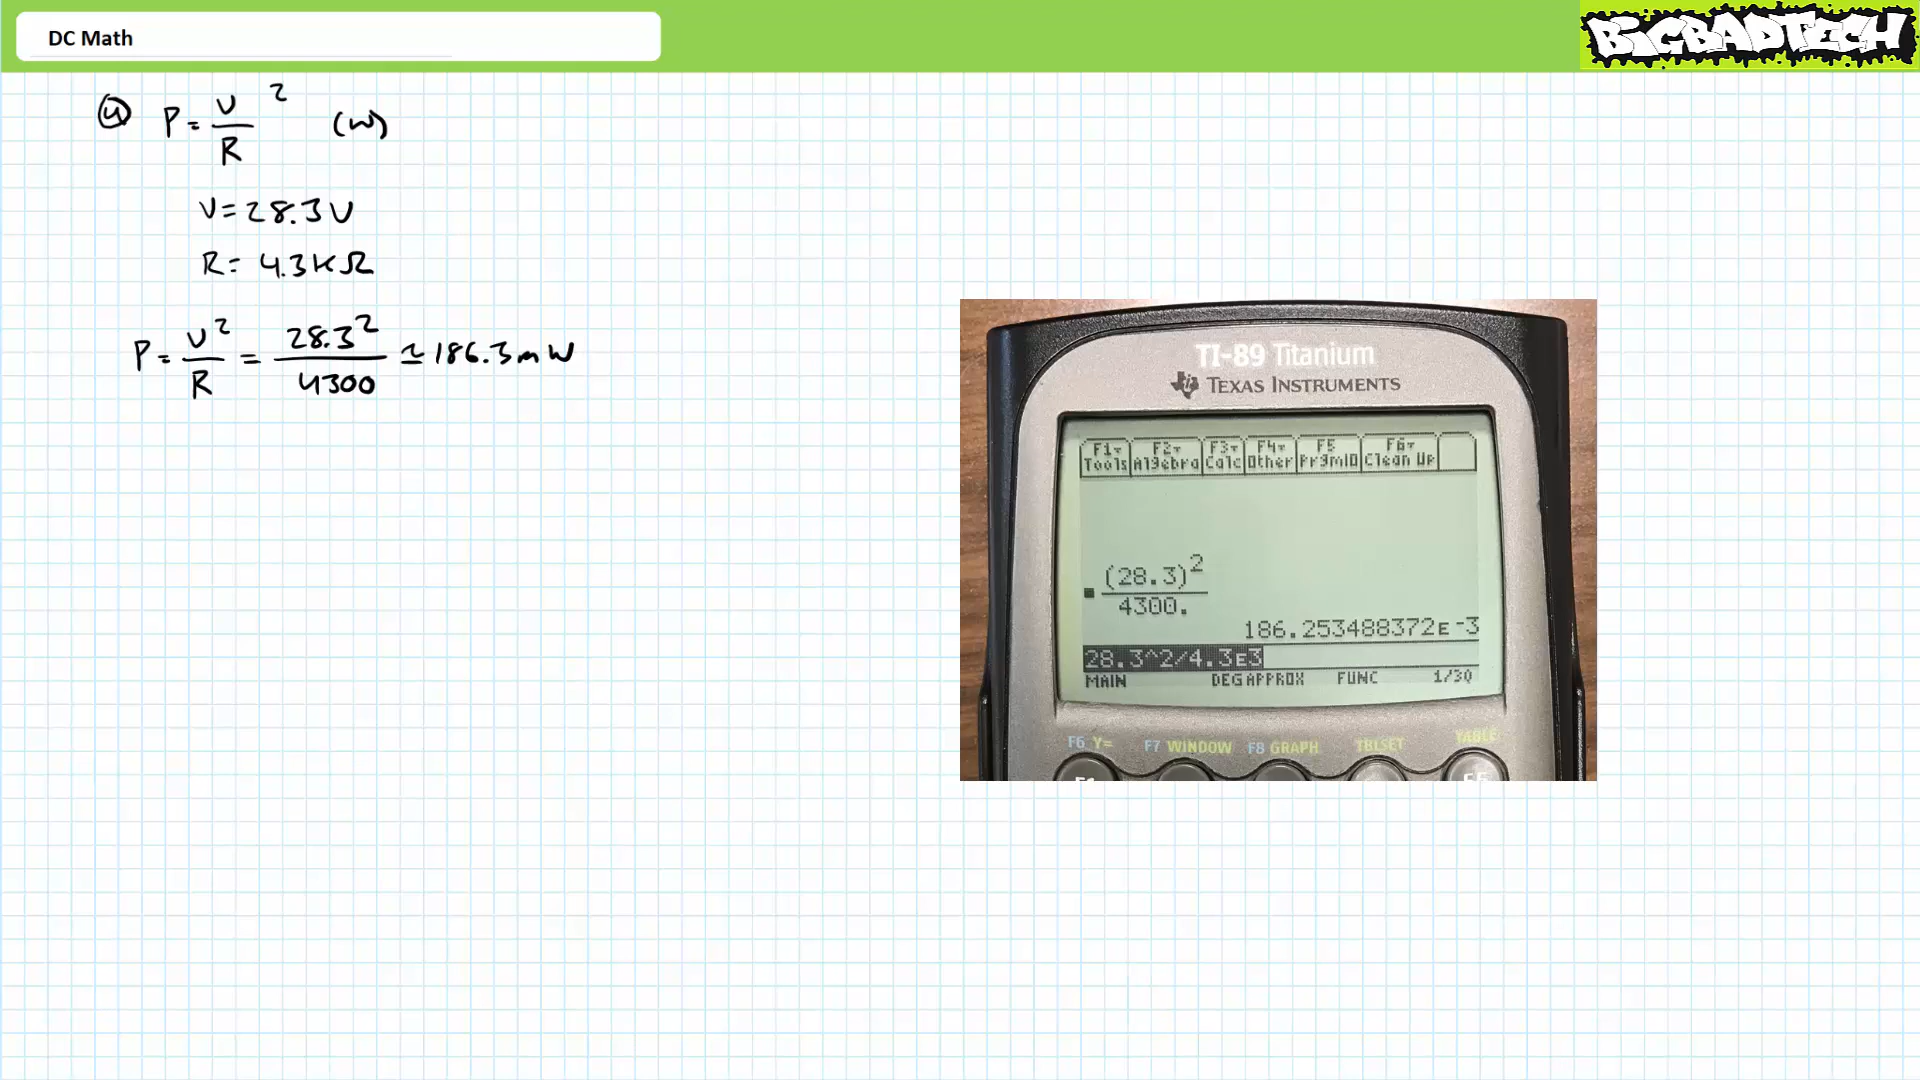 DC Math
BIGBADTECH
④ P = V² / R (W)
V = 28.3V
R = 4.3kΩ
P = V² / R = 28.3² / 4300 ≃ 186.3mW
TI-89 Titanium
TEXAS INSTRUMENTS
F1▾ F2▾ F3▾ F4▾ F5 F6▾
Tools Algebra Calc Other PrgmIO Clean Up
(28.3)² / 4300.
186.253488372E-3
28.3^2/4.3E3
MAIN DEG APPROX FUNC 1/30
F6 Y= F7 WINDOW F8 GRAPH TBLSET TABLE
F1 F5